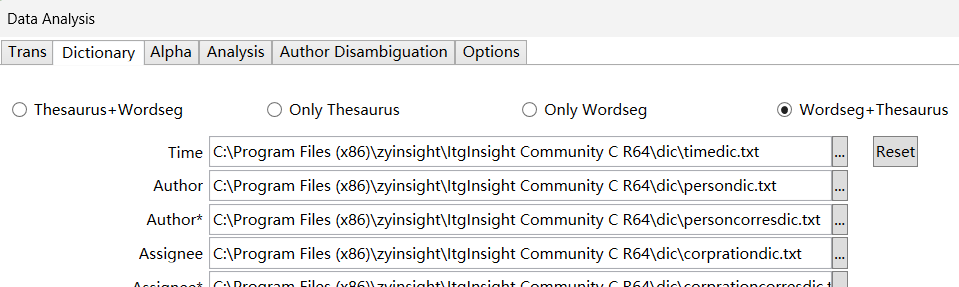 Data Analysis
Trans Dictionary Alpha Analysis Author Disambiguation Options
Thesaurus+Wordseg Only Thesaurus Only Wordseg Wordseg+Thesaurus
Time C:\Program Files (x86)\zyinsight\ItgInsight Community C R64\dic\timedic.txt ... Reset
Author C:\Program Files (x86)\zyinsight\ItgInsight Community C R64\dic\persondic.txt ...
Author* C:\Program Files (x86)\zyinsight\ItgInsight Community C R64\dic\personcorresdic.txt ...
Assignee C:\Program Files (x86)\zyinsight\ItgInsight Community C R64\dic\corprationdic.txt ...
Assignee* C:\Program Files (x86)\zyinsight\ItgInsight Community C R64\dic\corprationcorresdic.t